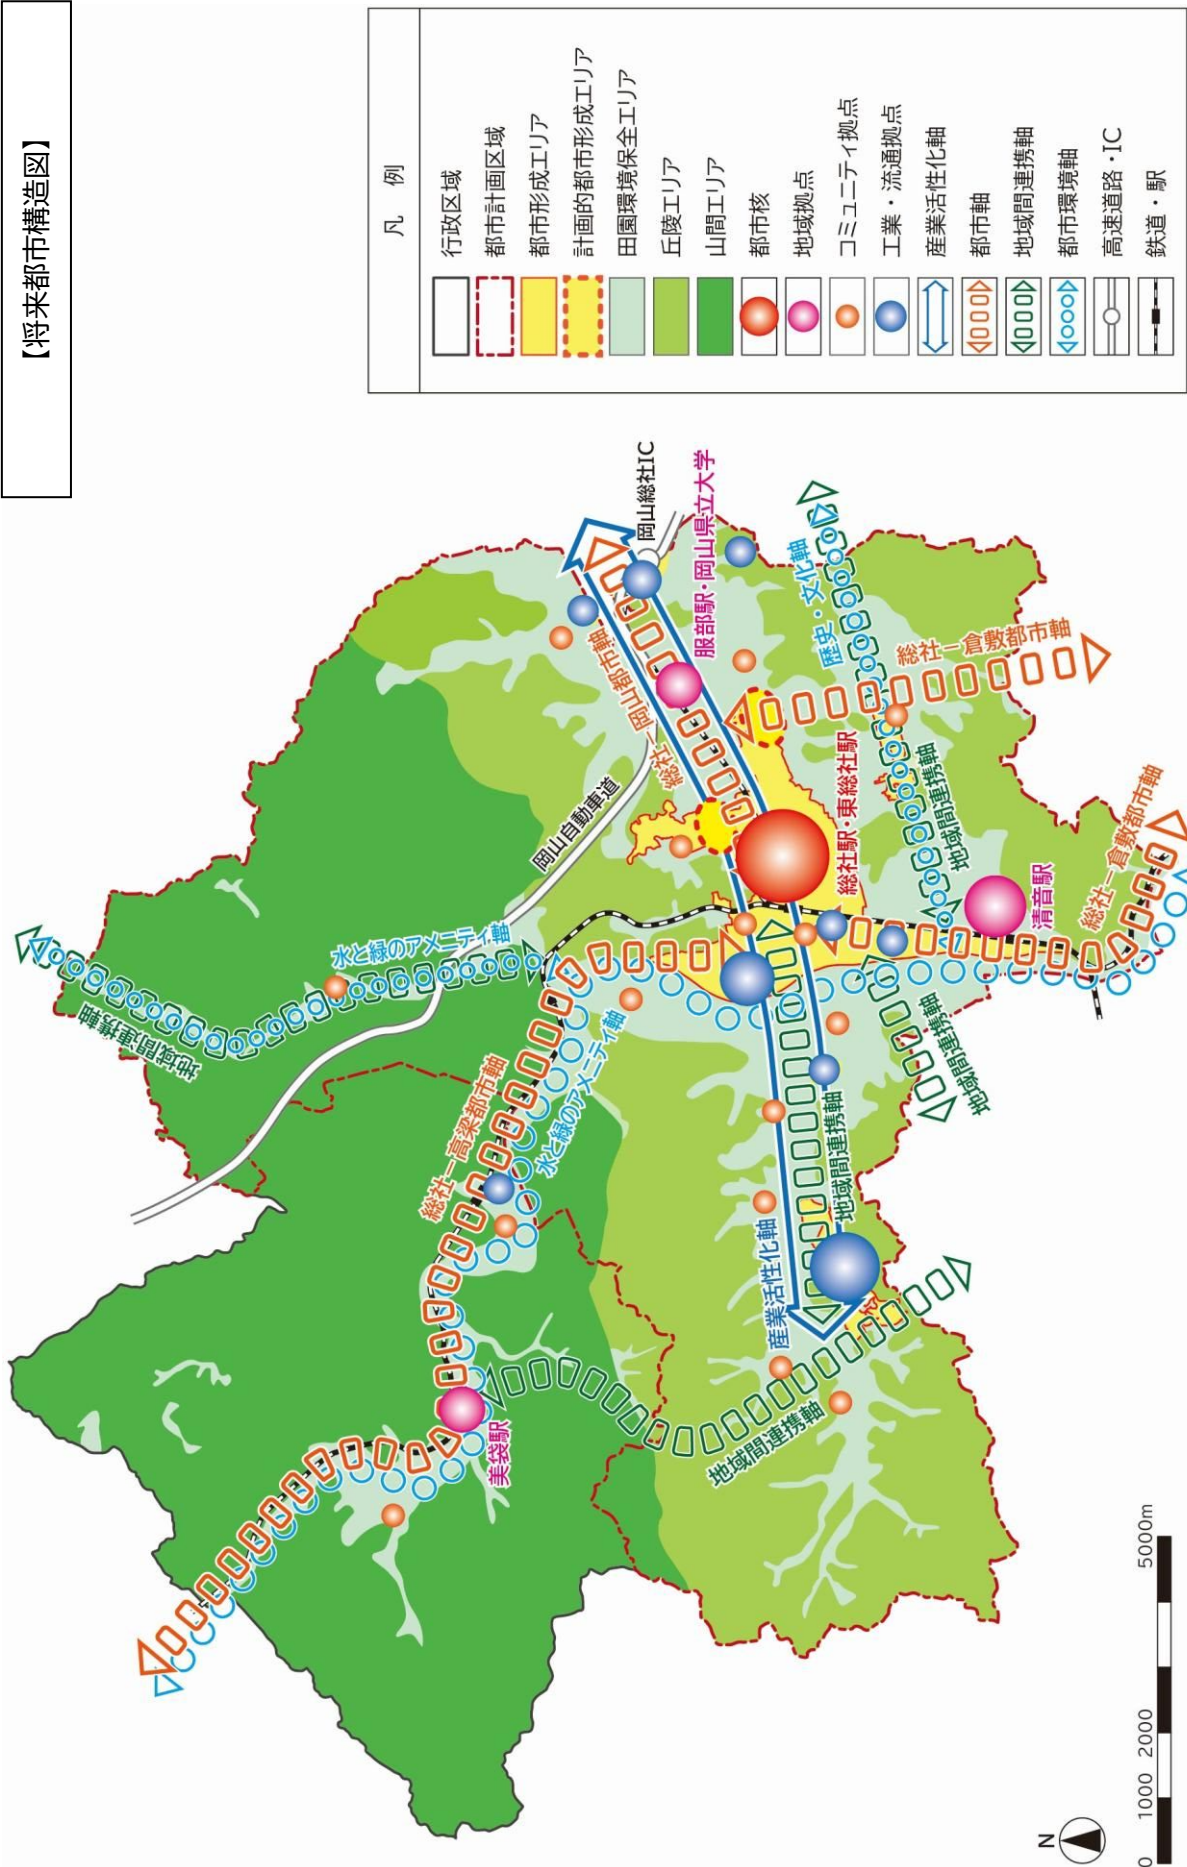 【将来都市構造図】
凡 例
行政区域
都市計画区域
都市形成エリア
計画的都市形成エリア
田園環境保全エリア
丘陵エリア
山間エリア
都市核
地域拠点
コミュニティ拠点
工業・流通拠点
産業活性化軸
都市軸
地域間連携軸
都市環境軸
高速道路・IC
鉄道・駅
地域間連携軸
水と緑のアメニティ軸
岡山自動車道
総社－岡山都市軸
岡山総社IC
服部駅・岡山県立大学
総社－高梁都市軸
水と緑のアメニティ軸
美袋駅
総社駅・東総社駅
歴史・文化軸
総社－倉敷都市軸
地域間連携軸
清音駅
総社－倉敷都市軸
地域間連携軸
地域間連携軸
産業活性化軸
地域間連携軸
N
0 1000 2000 5000m